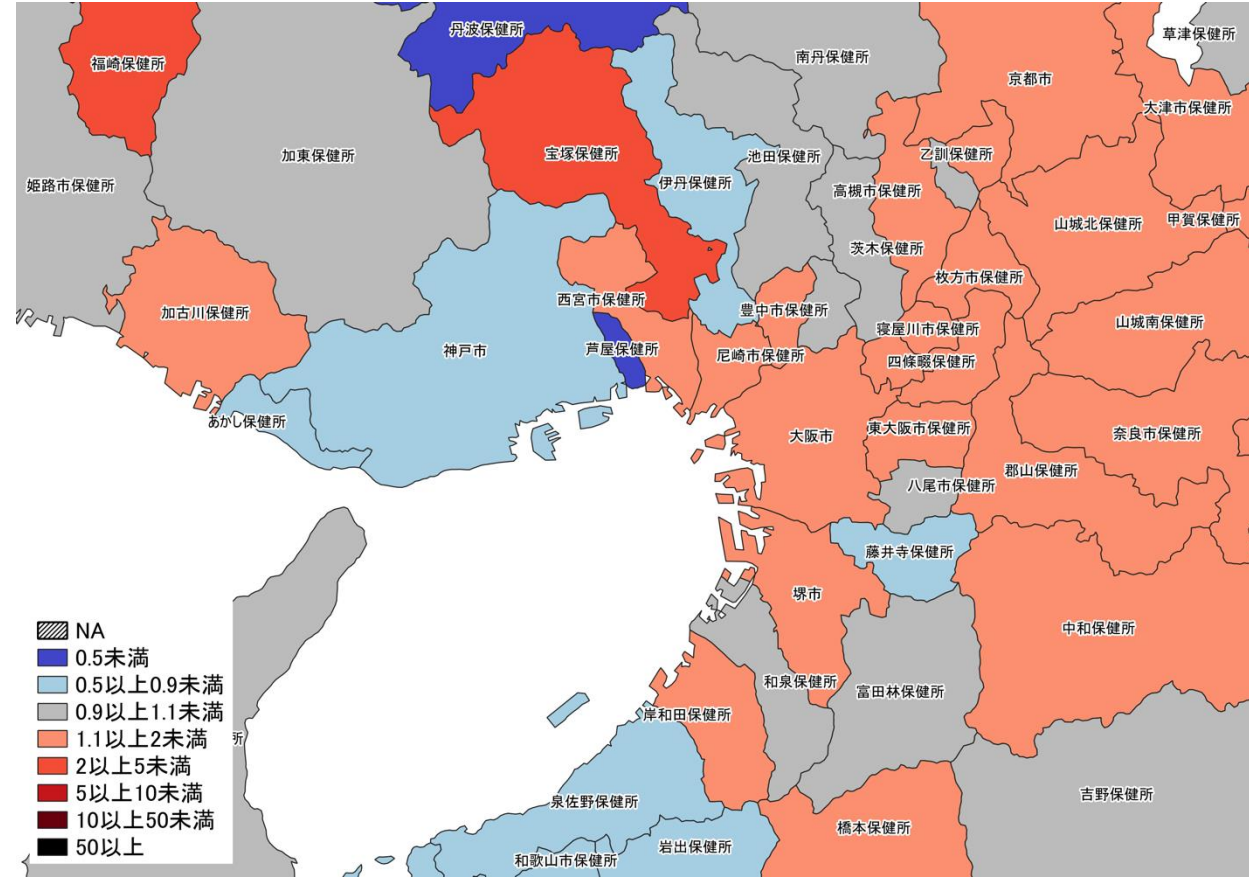 丹波保健所
草津保健所
南丹保健所
福崎保健所
京都市
大津市保健所
加東保健所
宝塚保健所
池田保健所
乙訓保健所
姫路市保健所
伊丹保健所
高槻市保健所
山城北保健所
甲賀保健所
茨木保健所
枚方市保健所
西宮市保健所
加古川保健所
豊中市保健所
寝屋川市保健所
山城南保健所
神戸市
芦屋保健所
尼崎市保健所
四條畷保健所
あかし保健所
大阪市
東大阪市保健所
奈良市保健所
郡山保健所
八尾市保健所
藤井寺保健所
堺市
中和保健所
和泉保健所
富田林保健所
岸和田保健所
所
泉佐野保健所
吉野保健所
橋本保健所
岩出保健所
和歌山市保健所
NA
0.5未満
0.5以上0.9未満
0.9以上1.1未満
1.1以上2未満
2以上5未満
5以上10未満
10以上50未満
50以上